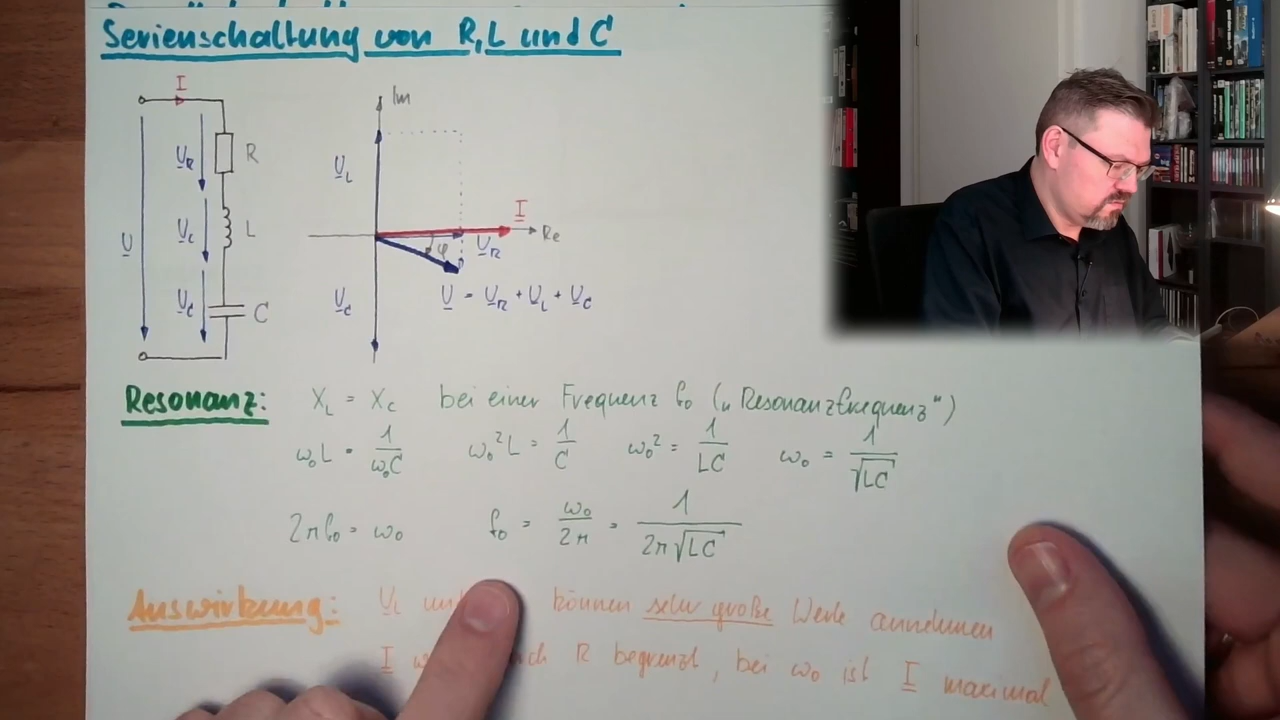 Serienschaltung von R, L und C
I
U
U_R
R
U_L
L
U_C
C
Im
U_L
I
Re
φ
U_R
U_C
U = U_R + U_L + U_C
Resonanz: X_L = X_C bei einer Frequenz f₀ („Resonanzfrequenz")
ω₀L = 1/ω₀C ω₀²L = 1/C ω₀² = 1/LC ω₀ = 1/√LC
2πf₀ = ω₀ f₀ = ω₀/2π = 1/2π√LC
Auswirkung: U_L können sehr große Werte annehmen
I R begrenzt, bei ω₀ ist I maximal